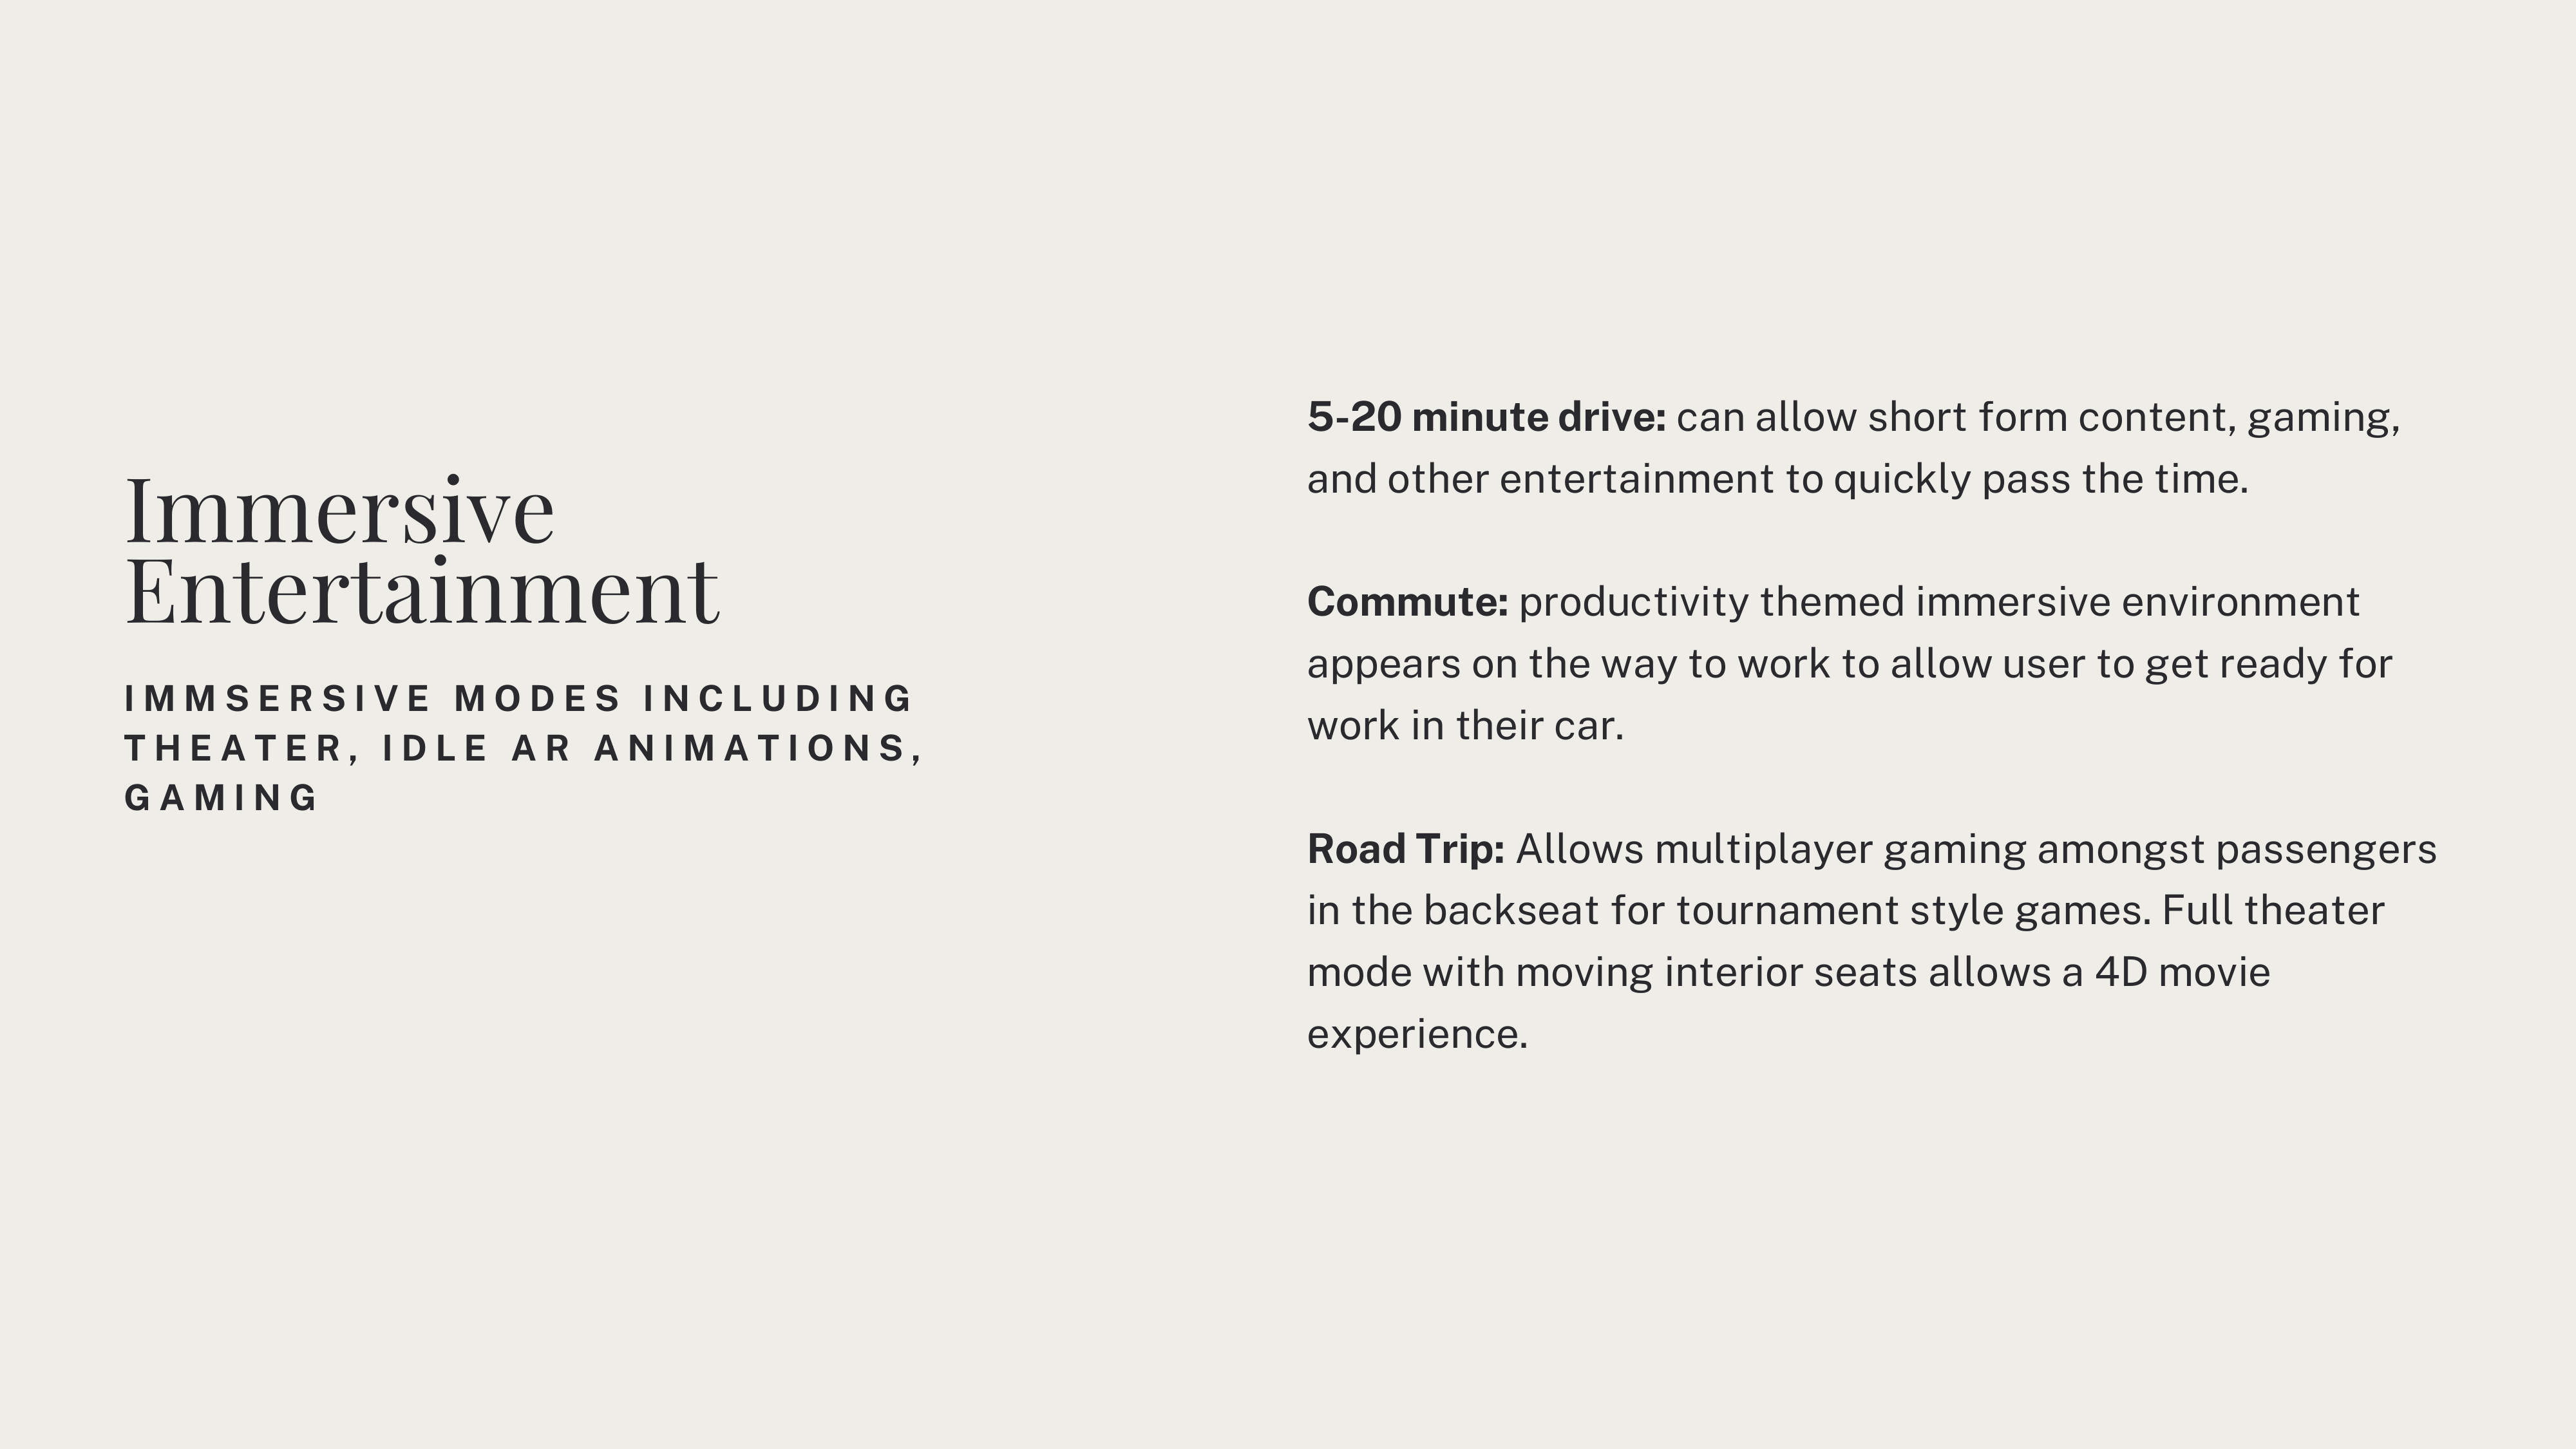 Immersive
Entertainment
IMMSERSIVE MODES INCLUDING
THEATER, IDLE AR ANIMATIONS,
GAMING
5-20 minute drive: can allow short form content, gaming,
and other entertainment to quickly pass the time.
Commute: productivity themed immersive environment
appears on the way to work to allow user to get ready for
work in their car.
Road Trip: Allows multiplayer gaming amongst passengers
in the backseat for tournament style games. Full theater
mode with moving interior seats allows a 4D movie
experience.